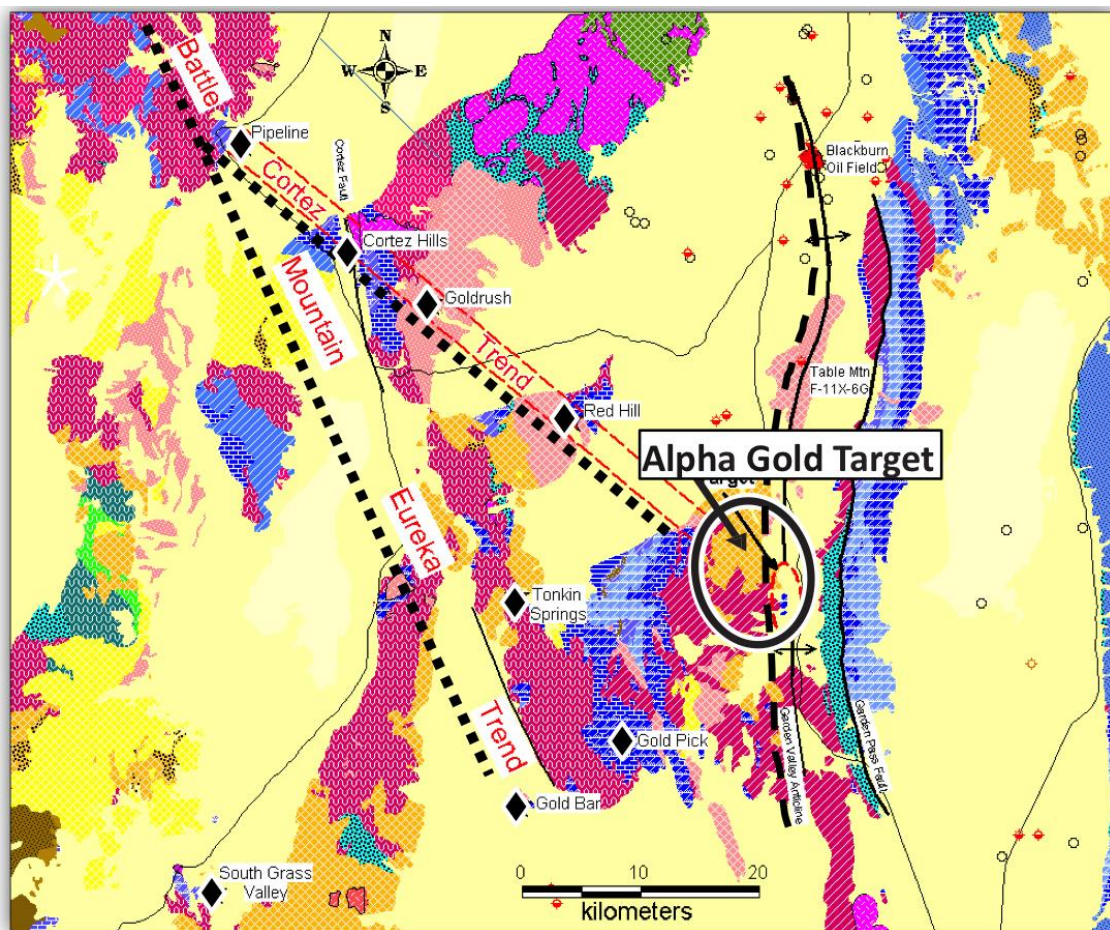 N
W E
S
Battle
Mountain
Eureka
Trend
Pipeline
Cortez Fault
Cortez
Trend
Cortez Hills
Goldrush
Red Hill
Blackburn
Oil Field
Table Mtn
F-11X-6G
Alpha Gold Target
Tonkin
Springs
Gold Pick
Gold Bar
South Grass
Valley
Garden Valley Anticline
Garden Pass Fault
0 10 20
kilometers